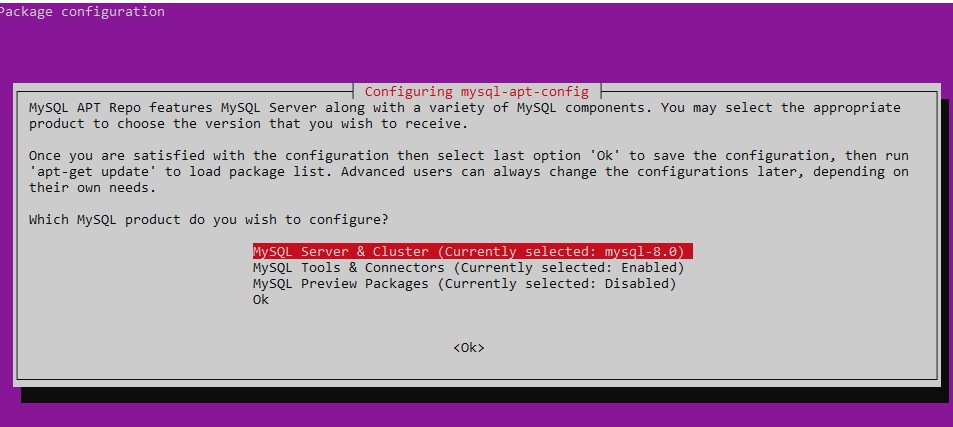 Package configuration
Configuring mysql-apt-config
MySQL APT Repo features MySQL Server along with a variety of MySQL components. You may select the appropriate
product to choose the version that you wish to receive.
Once you are satisfied with the configuration then select last option 'Ok' to save the configuration, then run
'apt-get update' to load package list. Advanced users can always change the configurations later, depending on
their own needs.
Which MySQL product do you wish to configure?
MySQL Server & Cluster (Currently selected: mysql-8.0)
MySQL Tools & Connectors (Currently selected: Enabled)
MySQL Preview Packages (Currently selected: Disabled)
Ok
<Ok>